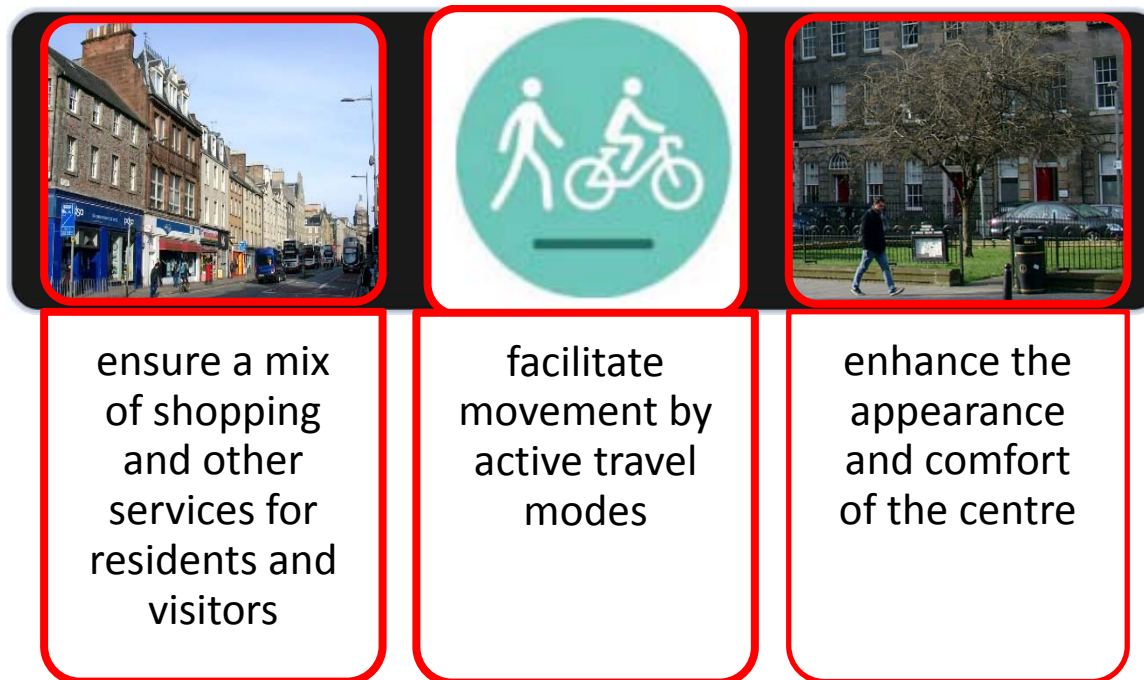 ensure a mix
of shopping
and other
services for
residents and
visitors
facilitate
movement by
active travel
modes
enhance the
appearance
and comfort
of the centre